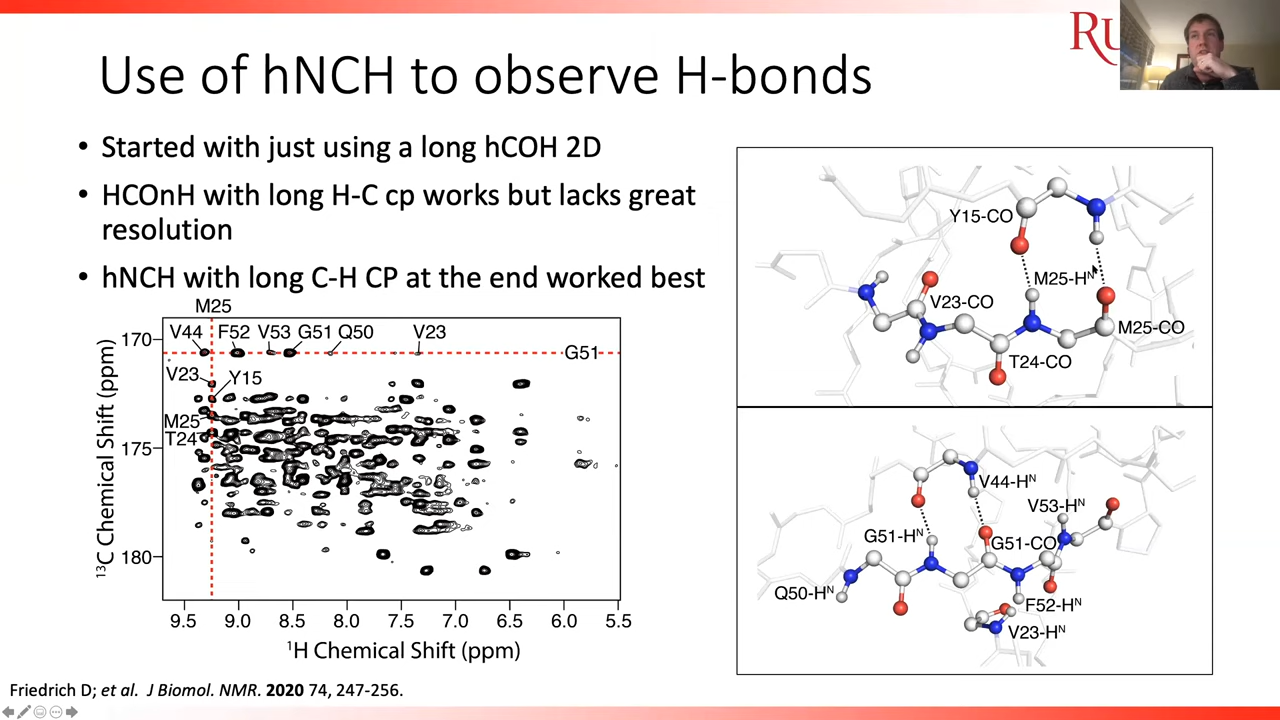 RU
Use of hNCH to observe H-bonds
• Started with just using a long hCOH 2D
• HCOnH with long H-C cp works but lacks great
resolution
• hNCH with long C-H CP at the end worked best
M25
V44 F52 V53 G51 Q50 V23
G51
V23
Y15
M25
T24
170
175
180
¹³C Chemical Shift (ppm)
9.5 9.0 8.5 8.0 7.5 7.0 6.5 6.0 5.5
¹H Chemical Shift (ppm)
Y15-CO
M25-Hᴺ
V23-CO
M25-CO
T24-CO
V44-Hᴺ
V53-Hᴺ
G51-Hᴺ
G51-CO
Q50-Hᴺ
F52-Hᴺ
V23-Hᴺ
Friedrich D; et al. J Biomol. NMR. 2020 74, 247-256.